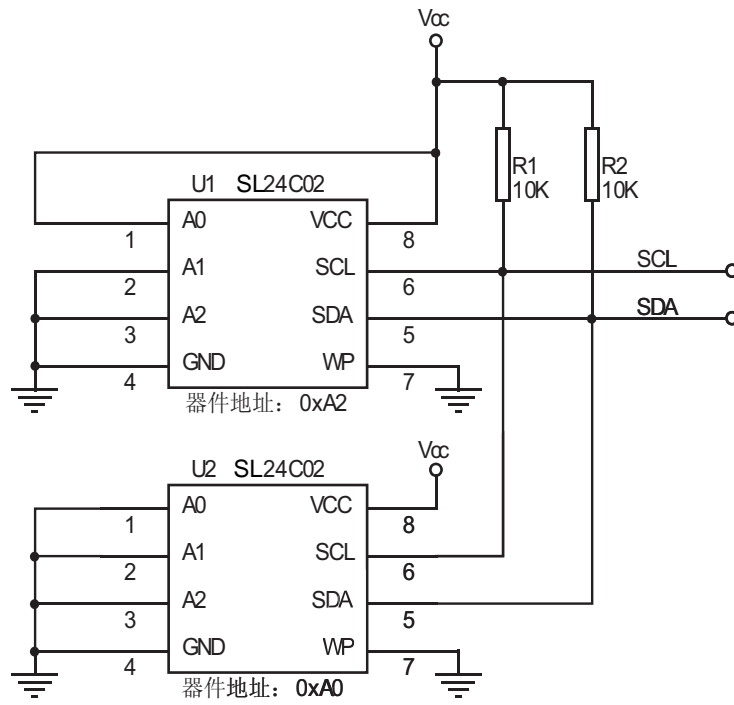 Vcc
R1
10K
R2
10K
U1 SL24C02
A0 VCC
1 8
A1 SCL
2 6
A2 SDA
3 5
GND WP
4 7
SCL
SDA
器件地址：0xA2
Vcc
U2 SL24C02
A0 VCC
1 8
A1 SCL
2 6
A2 SDA
3 5
GND WP
4 7
器件地址：0xA0